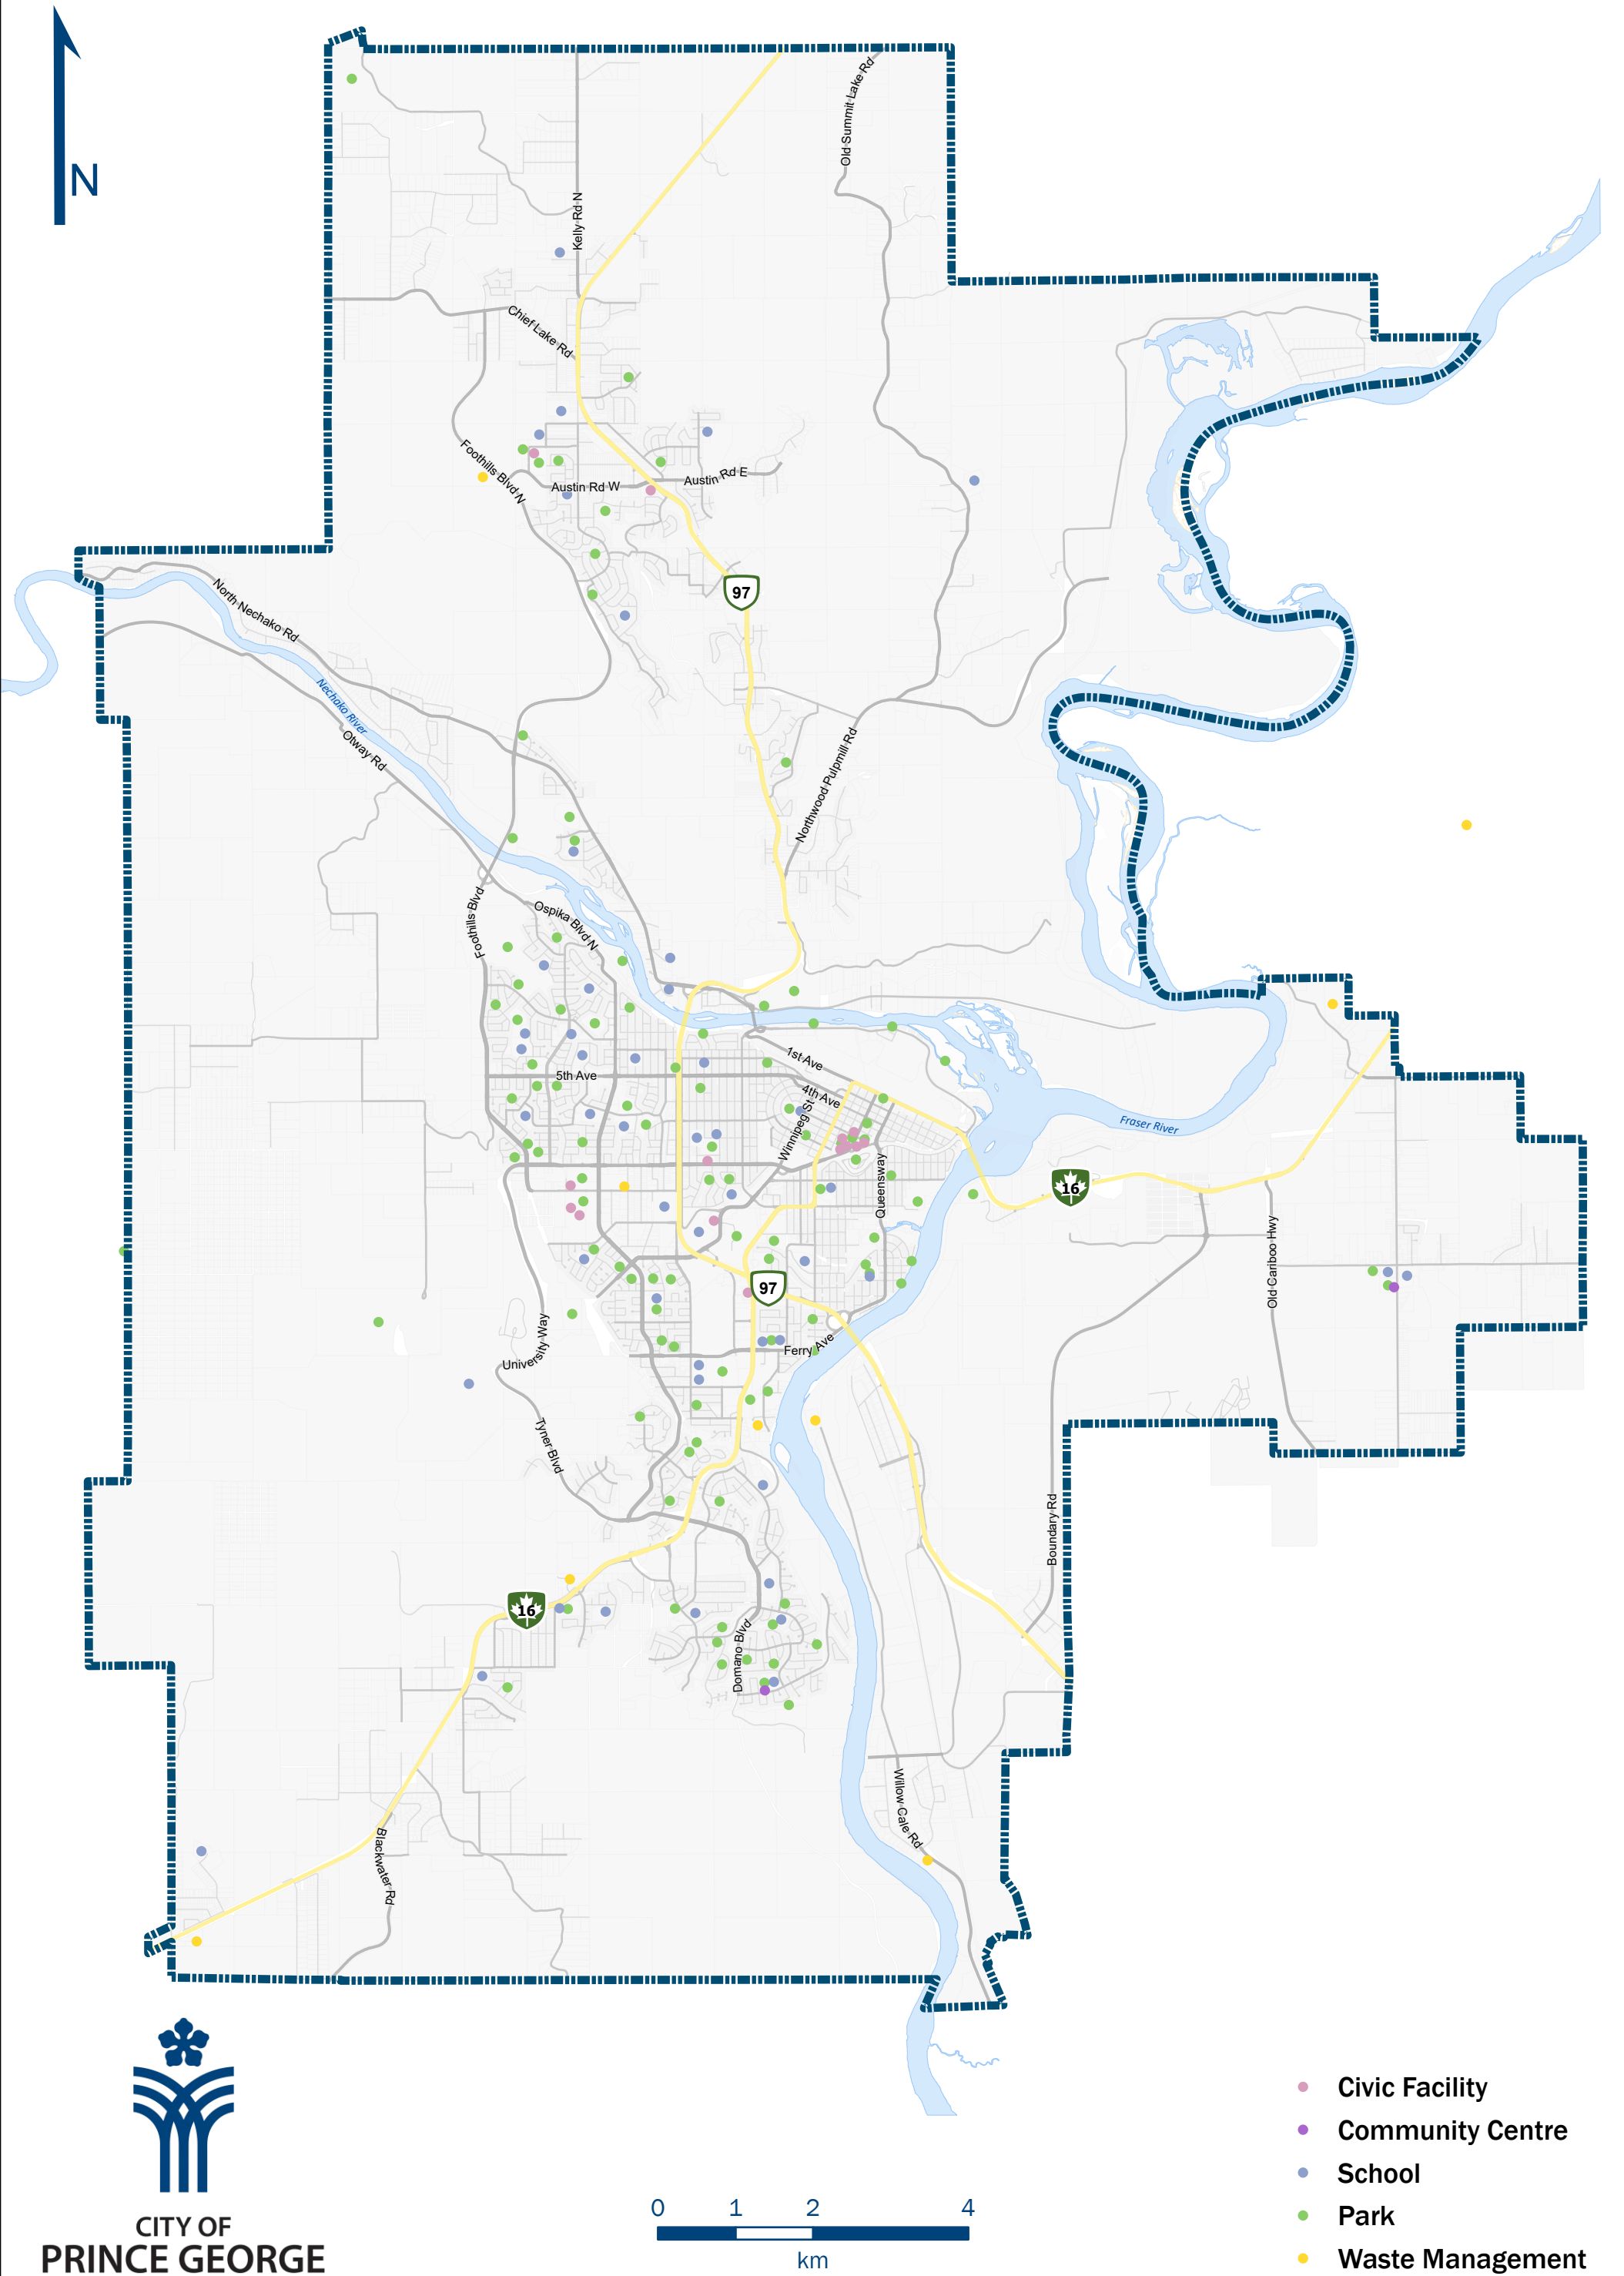 N
Old Summit Lake Rd
Kelly Rd N
Chief Lake Rd
Foothills Blvd N
Austin Rd W
Austin Rd E
97
North Nechako Rd
Nechako River
Otway Rd
Northwood Pulpmill Rd
Foothills Blvd
Ospika Blvd N
1st Ave
5th Ave
4th Ave
Winnipeg St
Fraser River
Queensway
16
Old Cariboo Hwy
97
University Way
Ferry Ave
Tyner Blvd
Boundary Rd
16
Domano Blvd
Willow Cale Rd
Blackwater Rd
Civic Facility
Community Centre
School
Park
Waste Management
0 1 2 4
km
CITY OF
PRINCE GEORGE